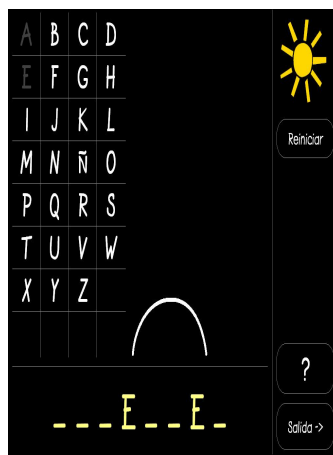 A B C D
E F G H
I J K L
M N Ñ O
P Q R S
T U V W
X Y Z
Reiniciar
?
Salida ->
_ _ _ E _ _ E _